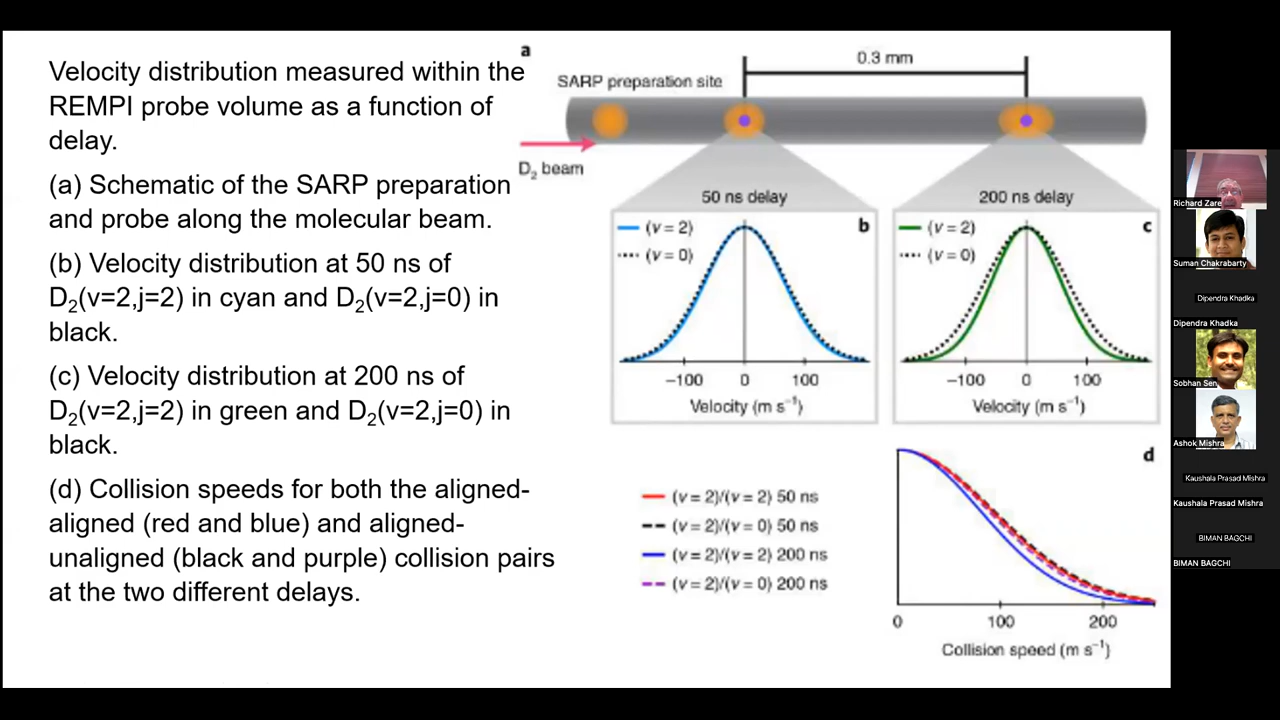 Velocity distribution measured within the
REMPI probe volume as a function of
delay.
(a) Schematic of the SARP preparation
and probe along the molecular beam.
(b) Velocity distribution at 50 ns of
D₂(v=2,j=2) in cyan and D₂(v=2,j=0) in
black.
(c) Velocity distribution at 200 ns of
D₂(v=2,j=2) in green and D₂(v=2,j=0) in
black.
(d) Collision speeds for both the aligned-
aligned (red and blue) and aligned-
unaligned (black and purple) collision pairs
at the two different delays.
a
0.3 mm
SARP preparation site
D₂ beam
50 ns delay
200 ns delay
b
(v = 2)
(v = 0)
−100 0 100
Velocity (m s⁻¹)
c
(v = 2)
(v = 0)
−100 0 100
Velocity (m s⁻¹)
d
(v = 2)/(v = 2) 50 ns
(v = 2)/(v = 0) 50 ns
(v = 2)/(v = 2) 200 ns
(v = 2)/(v = 0) 200 ns
0 100 200
Collision speed (m s⁻¹)
Richard Zare
Suman Chakrabarty
Dipendra Khadka
Dipendra Khadka
Sobhan Sen
Ashok Mishra
Kaushala Prasad Mishra
Kaushala Prasad Mishra
BIMAN BAGCHI
BIMAN BAGCHI